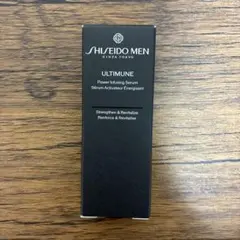 SHISEIDO MEN
GINZA TOKYO
ULTIMUNE
Power Infusing Serum
Sérum Activateur Énergisant
Strengthen & Revitalize
Renforce & Revitalise